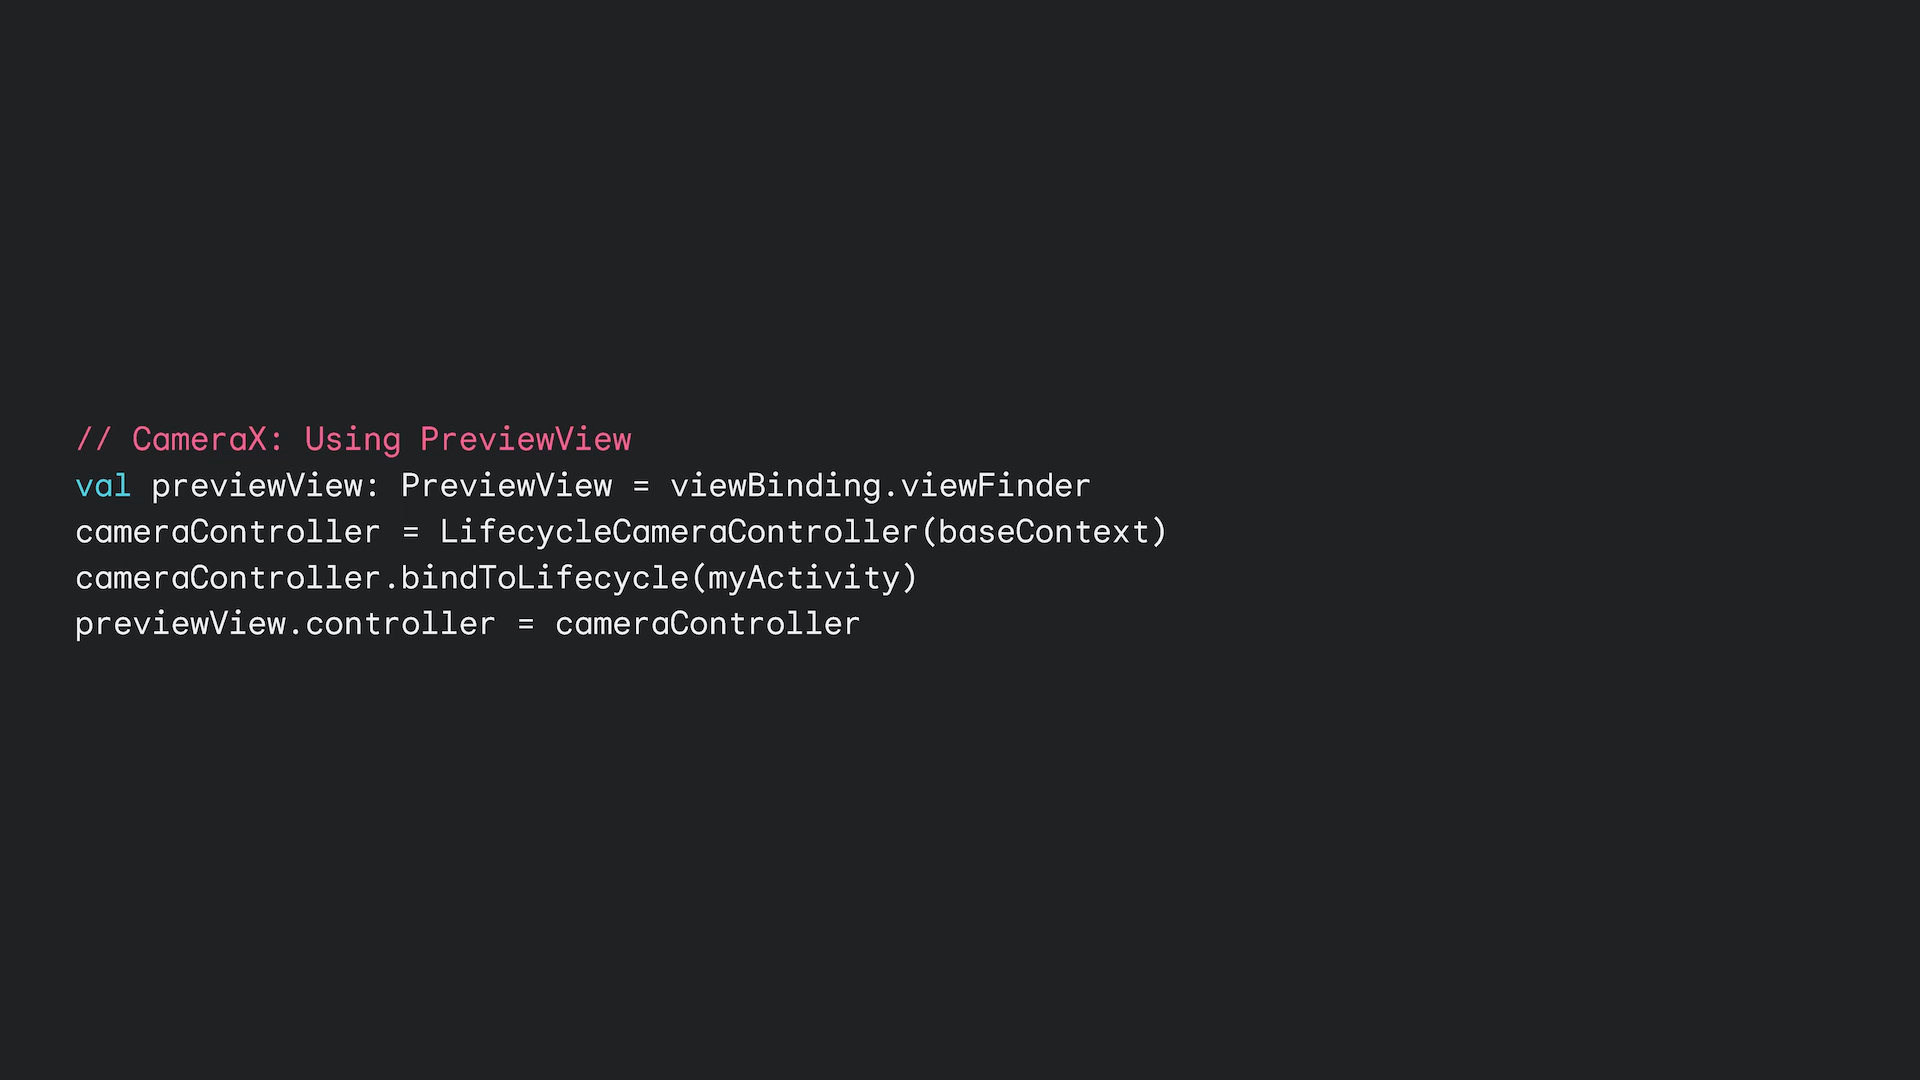 // CameraX: Using PreviewView
val previewView: PreviewView = viewBinding.viewFinder
cameraController = LifecycleCameraController(baseContext)
cameraController.bindToLifecycle(myActivity)
previewView.controller = cameraController